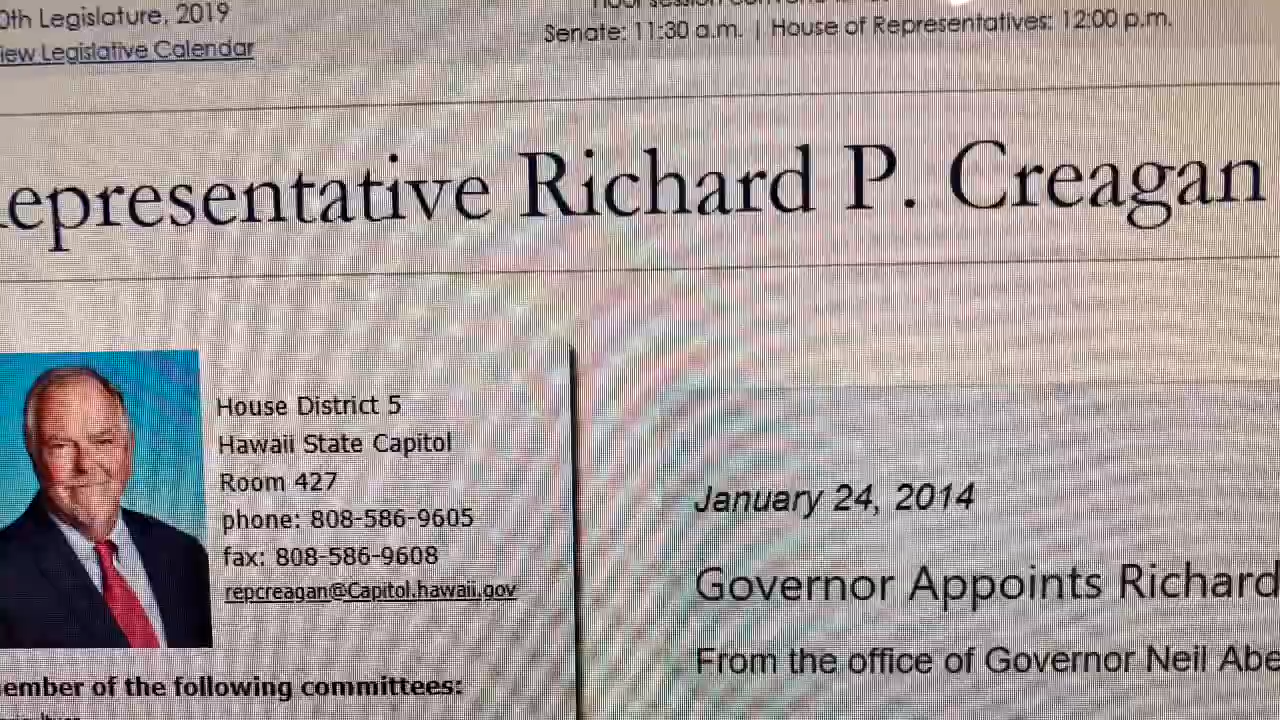 0th Legislature, 2019
iew Legislative Calendar
Senate: 11:30 a.m. | House of Representatives: 12:00 p.m.
epresentative Richard P. Creagan
House District 5
Hawaii State Capitol
Room 427
phone: 808-586-9605
fax: 808-586-9608
repcreagan@Capitol.hawaii.gov
ember of the following committees:
January 24, 2014
Governor Appoints Richard
From the office of Governor Neil Abe